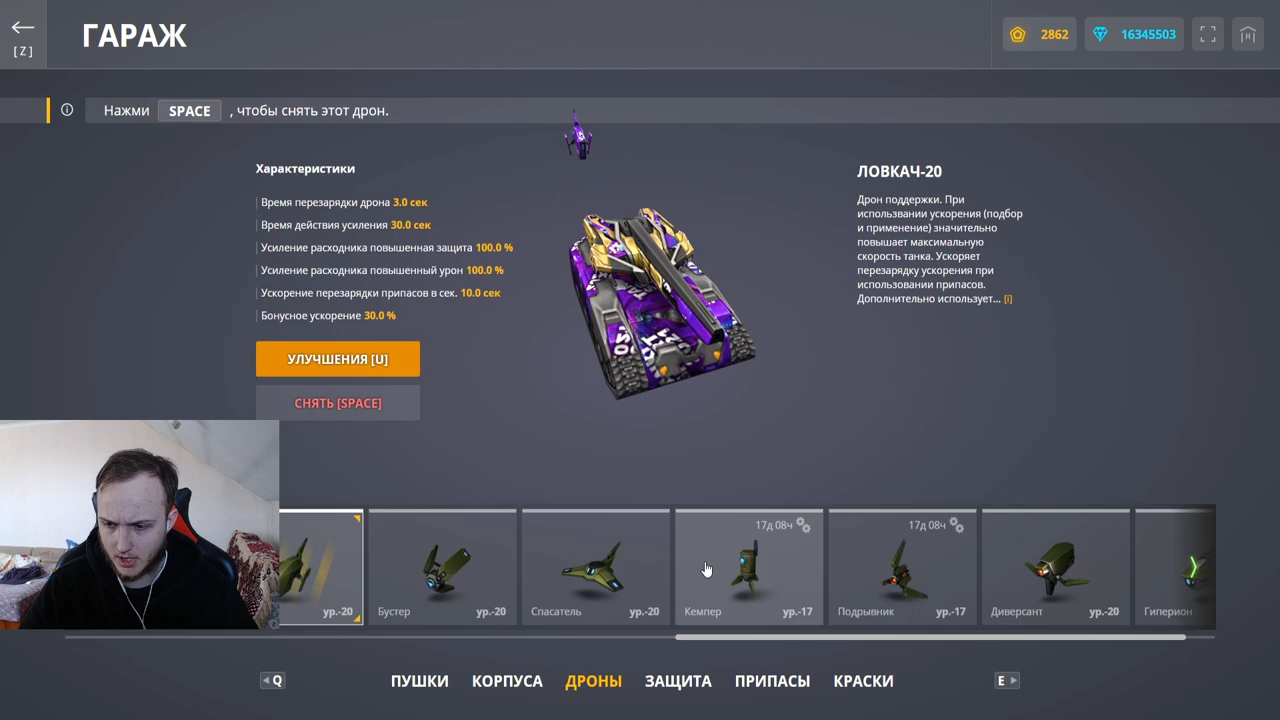 [Z]
ГАРАЖ
2862
16345503
[H]
Нажми SPACE , чтобы снять этот дрон.
Характеристики
Время перезарядки дрона 3.0 сек
Время действия усиления 30.0 сек
Усиление расходника повышенная защита 100.0 %
Усиление расходника повышенный урон 100.0 %
Ускорение перезарядки припасов в сек. 10.0 сек
Бонусное ускорение 30.0 %
УЛУЧШЕНИЯ [U]
СНЯТЬ [SPACE]
ЛОВКАЧ-20
Дрон поддержки. При
использвании ускорения (подбор
и применение) значительно
повышает максимальную
скорость танка. Ускоряет
перезарядку ускорения при
использовании припасов.
Дополнительно использует... [i]
17д 08ч
17д 08ч
ур.-20
Бустер ур.-20
Спасатель ур.-20
Кемпер ур.-17
Подрывник ур.-17
Диверсант ур.-20
Гиперион
Q
ПУШКИ КОРПУСА ДРОНЫ ЗАЩИТА ПРИПАСЫ КРАСКИ
E